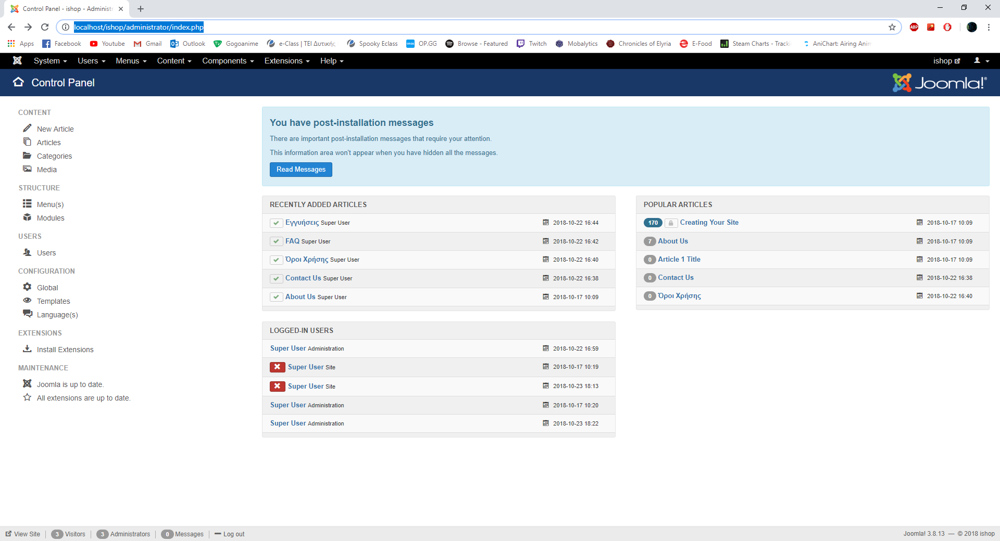 Control Panel - ishop - Administr
localhost/ishop/administrator/index.php
ABP
Apps Facebook Youtube Gmail Outlook Gogoanime e-Class | ΤΕΙ Δυτικής Spooky Eclass OP.GG Browse - Featured Twitch Mobalytics Chronicles of Elyria E-Food Steam Charts - Tracki AniChart: Airing Anim
System Users Menus Content Components Extensions Help ishop
Control Panel
Joomla!®
CONTENT
New Article
Articles
Categories
Media
STRUCTURE
Menu(s)
Modules
USERS
Users
CONFIGURATION
Global
Templates
Language(s)
EXTENSIONS
Install Extensions
MAINTENANCE
Joomla is up to date.
All extensions are up to date.
You have post-installation messages
There are important post-installation messages that require your attention.
This information area won't appear when you have hidden all the messages.
Read Messages
RECENTLY ADDED ARTICLES
Εγγυήσεις Super User 2018-10-22 16:44
FAQ Super User 2018-10-22 16:42
Όροι Χρήσης Super User 2018-10-22 16:40
Contact Us Super User 2018-10-22 16:38
About Us Super User 2018-10-17 10:09
POPULAR ARTICLES
170 Creating Your Site 2018-10-17 10:09
7 About Us 2018-10-17 10:09
0 Article 1 Title 2018-10-17 10:09
0 Contact Us 2018-10-22 16:38
0 Όροι Χρήσης 2018-10-22 16:40
LOGGED-IN USERS
Super User Administration 2018-10-22 16:59
Super User Site 2018-10-17 10:19
Super User Site 2018-10-23 18:13
Super User Administration 2018-10-17 10:20
Super User Administration 2018-10-23 18:22
View Site 3 Visitors 3 Administrators 0 Messages Log out
Joomla! 3.8.13 — © 2018 ishop